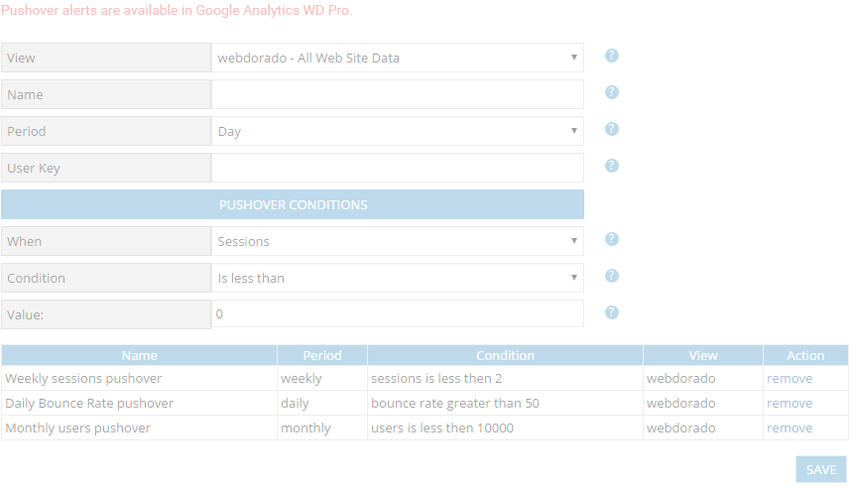 Pushover alerts are available in Google Analytics WD Pro.
View webdorado - All Web Site Data ?
Name ?
Period Day ?
User Key ?
PUSHOVER CONDITIONS
When Sessions ?
Condition Is less than ?
Value: 0 ?
Name Period Condition View Action
Weekly sessions pushover weekly sessions is less then 2 webdorado remove
Daily Bounce Rate pushover daily bounce rate greater than 50 webdorado remove
Monthly users pushover monthly users is less then 10000 webdorado remove
SAVE